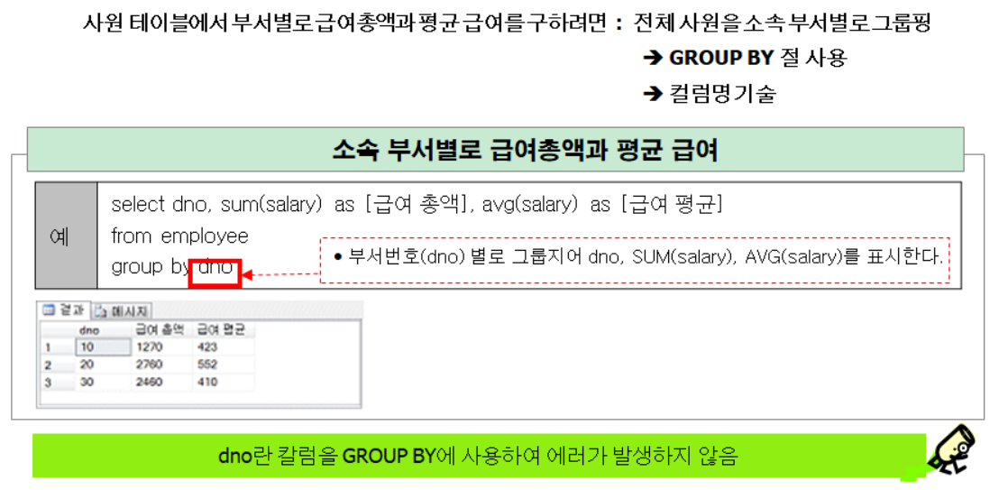 사원 테이블에서 부서별로 급여총액과 평균 급여를 구하려면 : 전체 사원을 소속 부서별로 그룹핑
➔ GROUP BY 절 사용
➔ 컬럼명 기술
소속 부서별로 급여총액과 평균 급여
예
select dno, sum(salary) as [급여 총액], avg(salary) as [급여 평균]
from employee
group by dno
• 부서번호(dno) 별로 그룹지어 dno, SUM(salary), AVG(salary)를 표시한다.
결과 메시지
dno 급여 총액 급여 평균
1 10 1270 423
2 20 2760 552
3 30 2460 410
dno란 칼럼을 GROUP BY에 사용하여 에러가 발생하지 않음